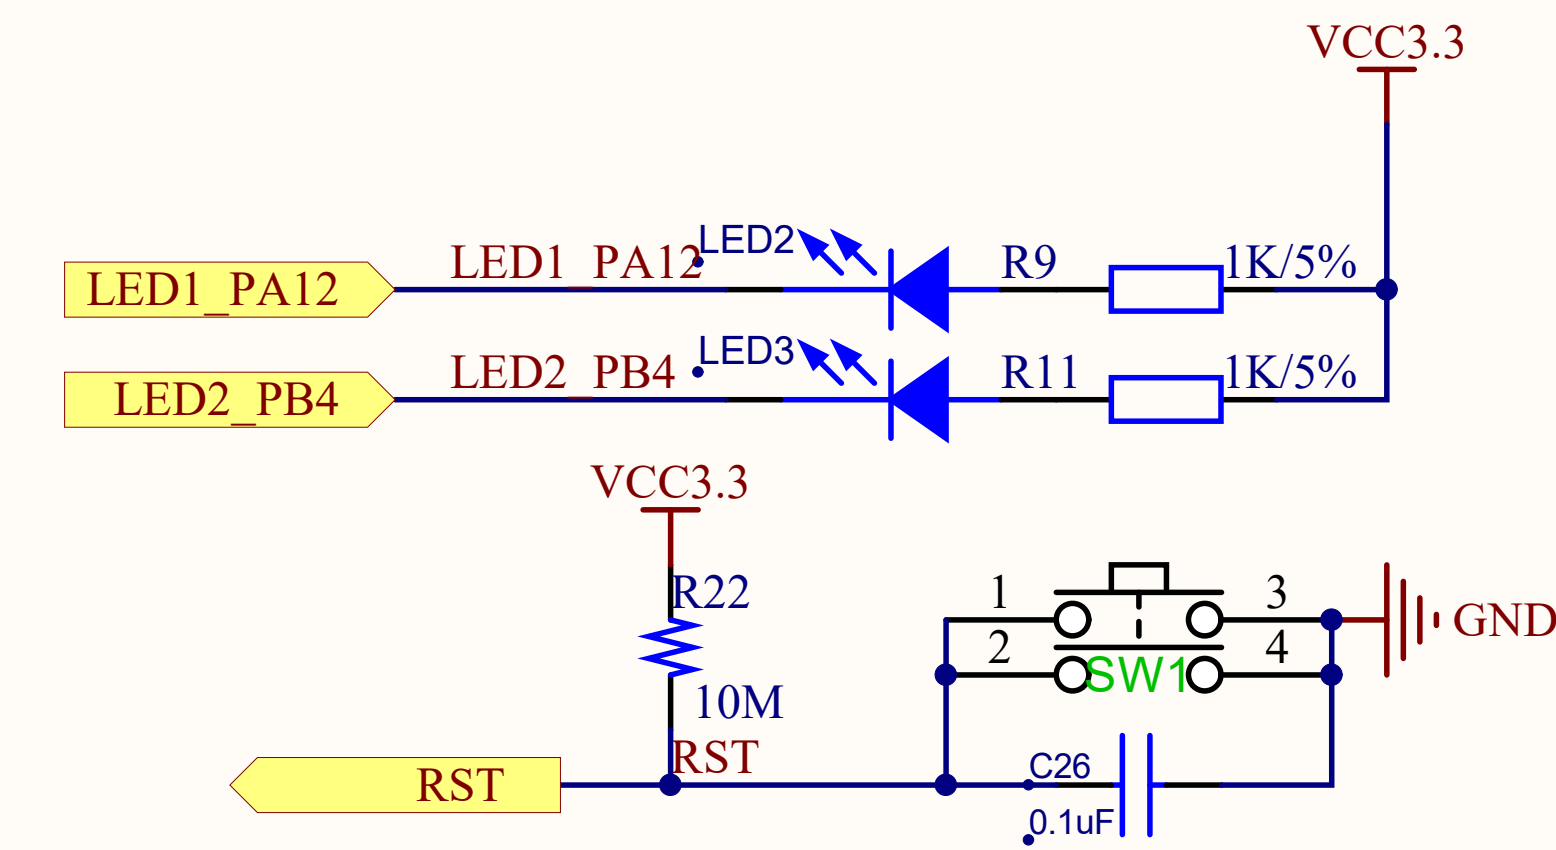 VCC3.3
LED1_PA12
LED1_PA12
LED2
R9
1K/5%
LED2_PB4
LED2_PB4
LED3
R11
1K/5%
VCC3.3
R22
10M
RST
RST
1
2
3
4
SW1
GND
C26
0.1uF